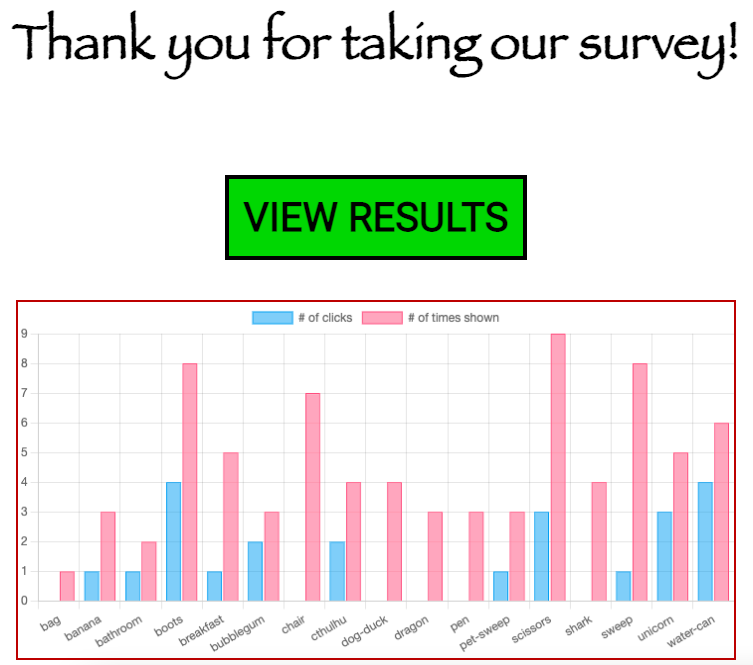 Thank you for taking our survey!
VIEW RESULTS
# of clicks # of times shown
9
8
7
6
5
4
3
2
1
0
bag banana bathroom boots breakfast bubblegum chair cthulhu dog-duck dragon pen pet-sweep scissors shark sweep unicorn water-can